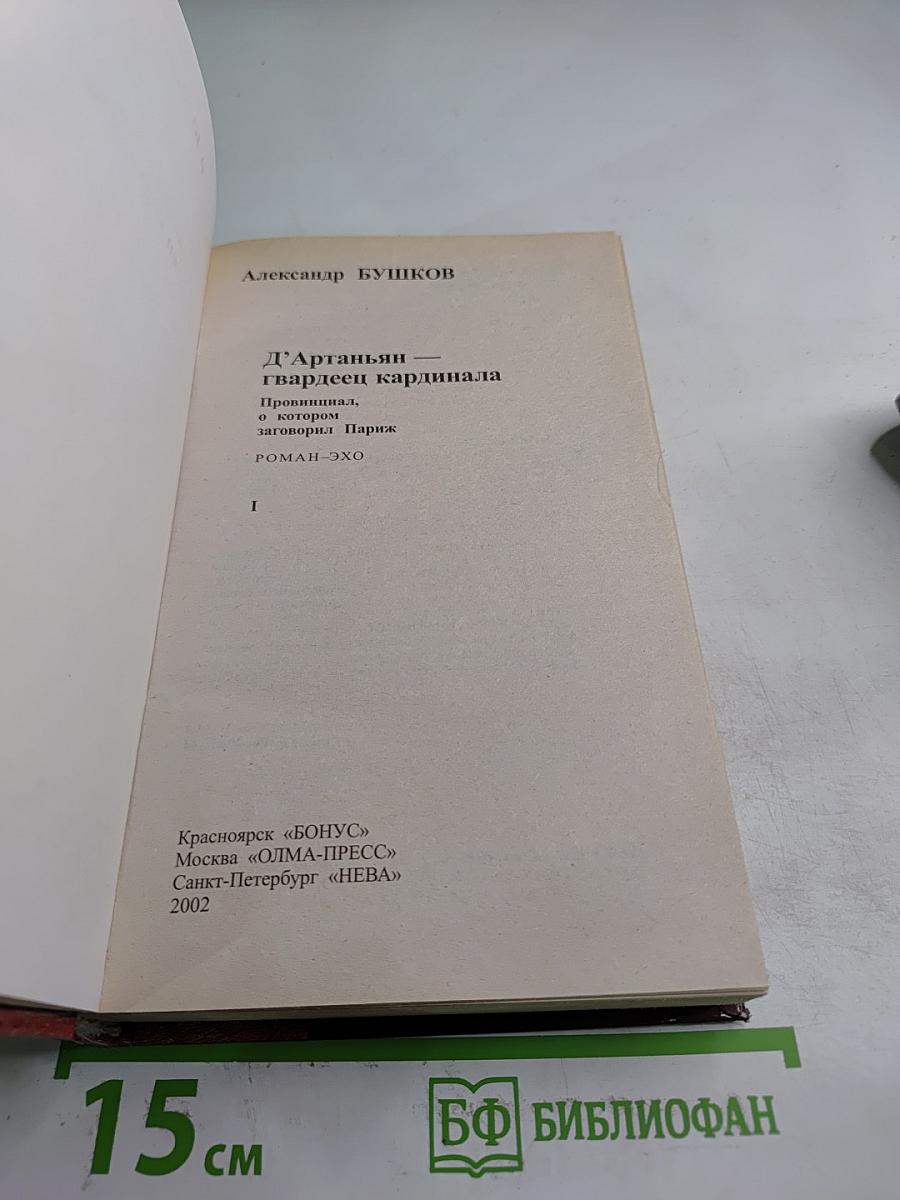 Александр БУШКОВ
Д’Артаньян —
гвардеец кардинала
Провинциал,
о котором
заговорил Париж
РОМАН–ЭХО
I
Красноярск «БОНУС»
Москва «ОЛМА-ПРЕСС»
Санкт-Петербург «НЕВА»
2002
15 см
БФ БИБЛИОФАН